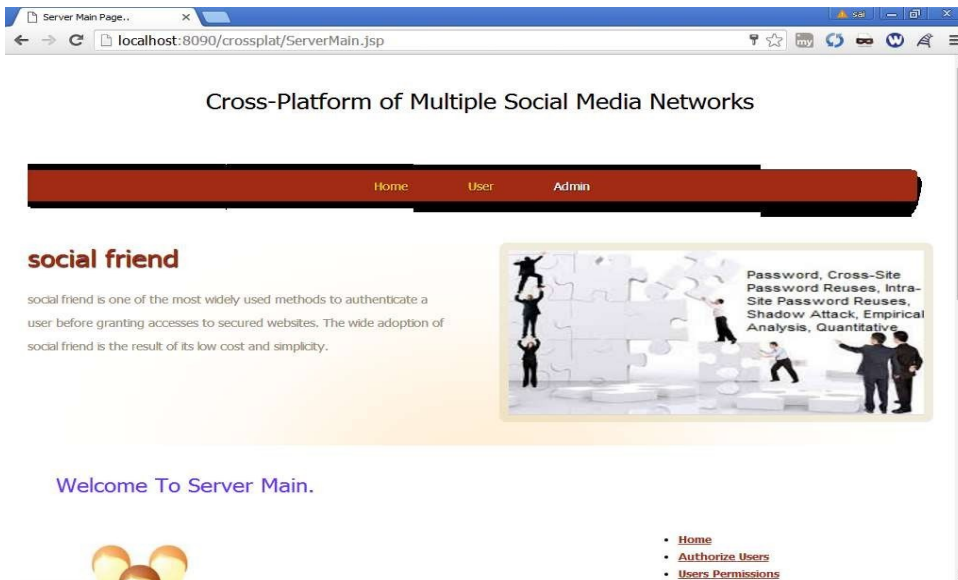 Server Main Page..
sai
localhost:8090/crossplat/ServerMain.jsp
my
W
Cross-Platform of Multiple Social Media Networks
Home User Admin
social friend
social friend is one of the most widely used methods to authenticate a
user before granting accesses to secured websites. The wide adoption of
social friend is the result of its low cost and simplicity.
Password, Cross-Site
Password Reuses, Intra-
Site Password Reuses,
Shadow Attack, Empirical
Analysis, Quantitative
Welcome To Server Main.
Home
Authorize Users
Users Permissions